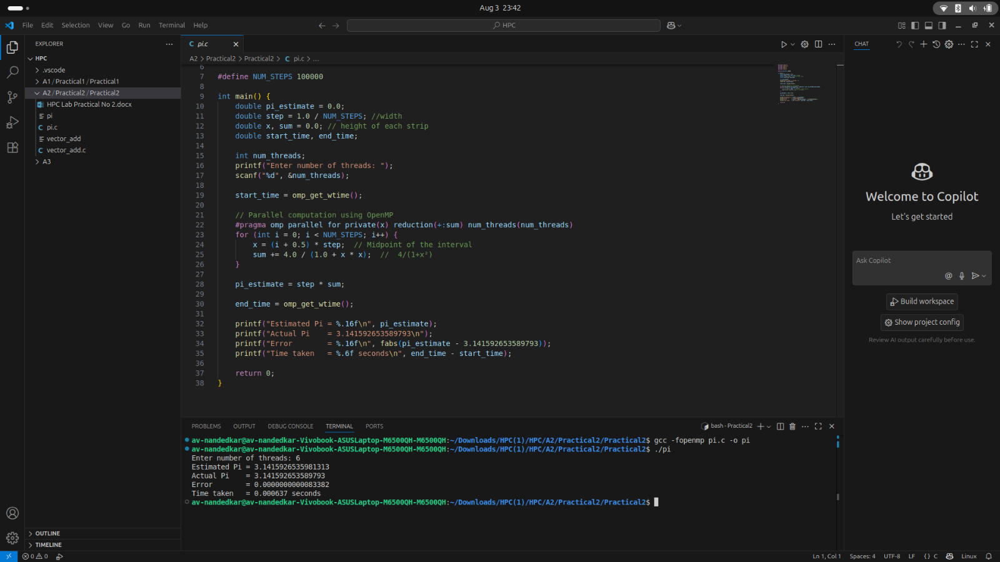 Aug 3 23:42
File Edit Selection View Go Run Terminal Help
HPC
EXPLORER
HPC
.vscode
A1 / Practical1 / Practical1
A2 / Practical2 / Practical2
HPC Lab Practical No 2.docx
pi
pi.c
vector_add
vector_add.c
A3
OUTLINE
TIMELINE
pi.c
A2 > Practical2 > Practical2 > C pi.c > ...
6
7 #define NUM_STEPS 100000
8
9 int main() {
10     double pi_estimate = 0.0;
11     double step = 1.0 / NUM_STEPS; //width
12     double x, sum = 0.0; // height of each strip
13     double start_time, end_time;
14
15     int num_threads;
16     printf("Enter number of threads: ");
17     scanf("%d", &num_threads);
18
19     start_time = omp_get_wtime();
20
21     // Parallel computation using OpenMP
22     #pragma omp parallel for private(x) reduction(+:sum) num_threads(num_threads)
23     for (int i = 0; i < NUM_STEPS; i++) {
24         x = (i + 0.5) * step;  // Midpoint of the interval
25         sum += 4.0 / (1.0 + x * x);  //  4/(1+x²)
26     }
27
28     pi_estimate = step * sum;
29
30     end_time = omp_get_wtime();
31
32     printf("Estimated Pi = %.16f\n", pi_estimate);
33     printf("Actual Pi    = 3.141592653589793\n");
34     printf("Error        = %.16f\n", fabs(pi_estimate - 3.141592653589793));
35     printf("Time taken   = %.6f seconds\n", end_time - start_time);
36
37     return 0;
38 }
PROBLEMS OUTPUT DEBUG CONSOLE TERMINAL PORTS
bash - Practical2
av-nandedkar@av-nandedkar-Vivobook-ASUSLaptop-M6500QH-M6500QH:~/Downloads/HPC(1)/HPC/A2/Practical2/Practical2$ gcc -fopenmp pi.c -o pi
av-nandedkar@av-nandedkar-Vivobook-ASUSLaptop-M6500QH-M6500QH:~/Downloads/HPC(1)/HPC/A2/Practical2/Practical2$ ./pi
Enter number of threads: 6
Estimated Pi = 3.1415926535981313
Actual Pi    = 3.141592653589793
Error        = 0.0000000000083382
Time taken   = 0.000637 seconds
av-nandedkar@av-nandedkar-Vivobook-ASUSLaptop-M6500QH-M6500QH:~/Downloads/HPC(1)/HPC/A2/Practical2/Practical2$
CHAT
Welcome to Copilot
Let's get started
Ask Copilot
Build workspace
Show project config
Review AI output carefully before use.
0 0
Ln 1, Col 1 Spaces: 4 UTF-8 LF {} C Linux